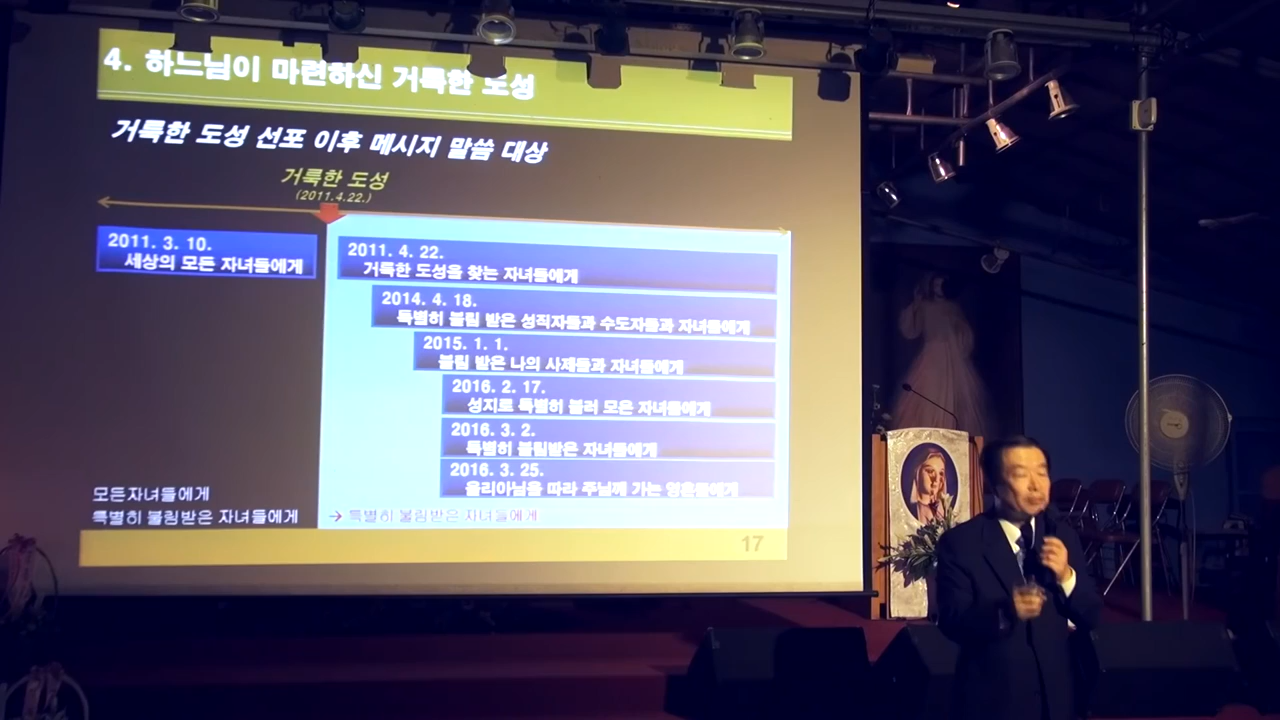 4. 하느님이 마련하신 거룩한 도성
거룩한 도성 선포 이후 메시지 말씀 대상
거룩한 도성
(2011.4.22.)
2011. 3. 10.
세상의 모든 자녀들에게
2011. 4. 22.
거룩한 도성을 찾는 자녀들에게
2014. 4. 18.
특별히 불림 받은 성직자들과 수도자들과 자녀들에게
2015. 1. 1.
불림 받은 나의 사제들과 자녀들에게
2016. 2. 17.
성지로 특별히 불러 모은 자녀들에게
2016. 3. 2.
특별히 불림받은 자녀들에게
2016. 3. 25.
율리아님을 따라 주님께 가는 영혼들에게
모든자녀들에게
특별히 불림받은 자녀들에게
→ 특별히 불림받은 자녀들에게
17